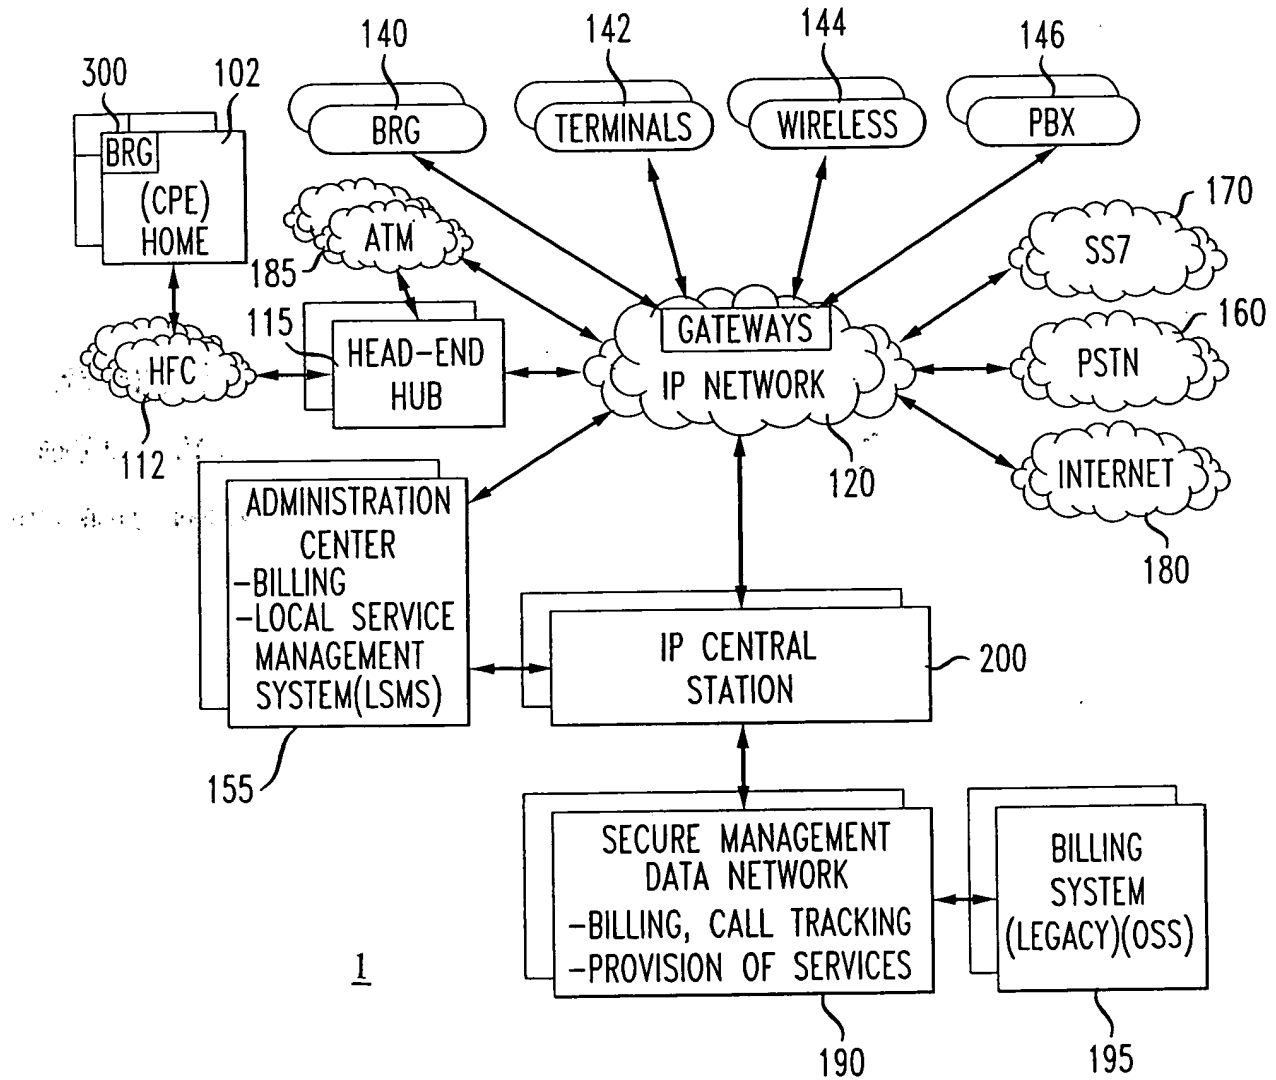 140
142
144
146
300
102
BRG
TERMINALS
WIRELESS
PBX
BRG
(CPE)
HOME
170
SS7
ATM
185
115
GATEWAYS
IP NETWORK
160
PSTN
HEAD-END
HUB
HFC
112
120
INTERNET
180
ADMINISTRATION
CENTER
-BILLING
-LOCAL SERVICE
MANAGEMENT
SYSTEM(LSMS)
155
IP CENTRAL
STATION
200
SECURE MANAGEMENT
DATA NETWORK
-BILLING, CALL TRACKING
-PROVISION OF SERVICES
190
BILLING
SYSTEM
(LEGACY)(OSS)
195
1